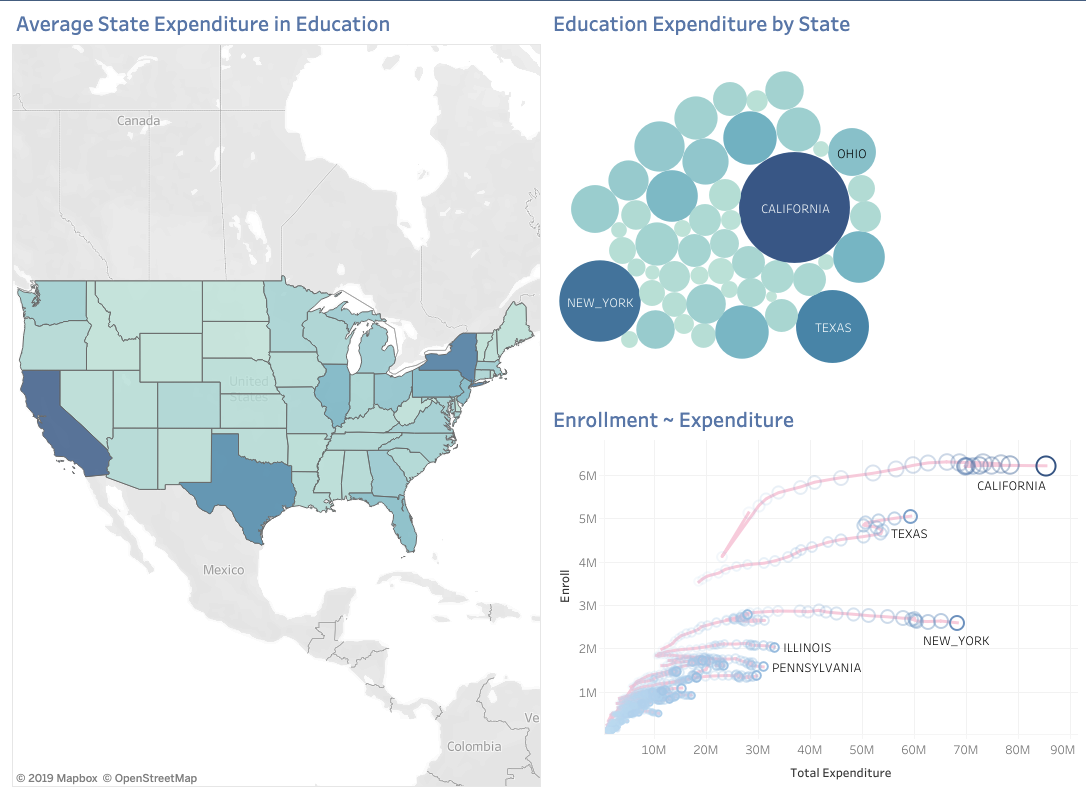 Average State Expenditure in Education
Canada
United
States
Mexico
Ve
Colombia
© 2019 Mapbox © OpenStreetMap
Education Expenditure by State
OHIO
CALIFORNIA
NEW_YORK
TEXAS
Enrollment ~ Expenditure
6M
CALIFORNIA
5M
TEXAS
4M
Enroll
3M
NEW_YORK
2M
ILLINOIS
PENNSYLVANIA
1M
10M 20M 30M 40M 50M 60M 70M 80M 90M
Total Expenditure